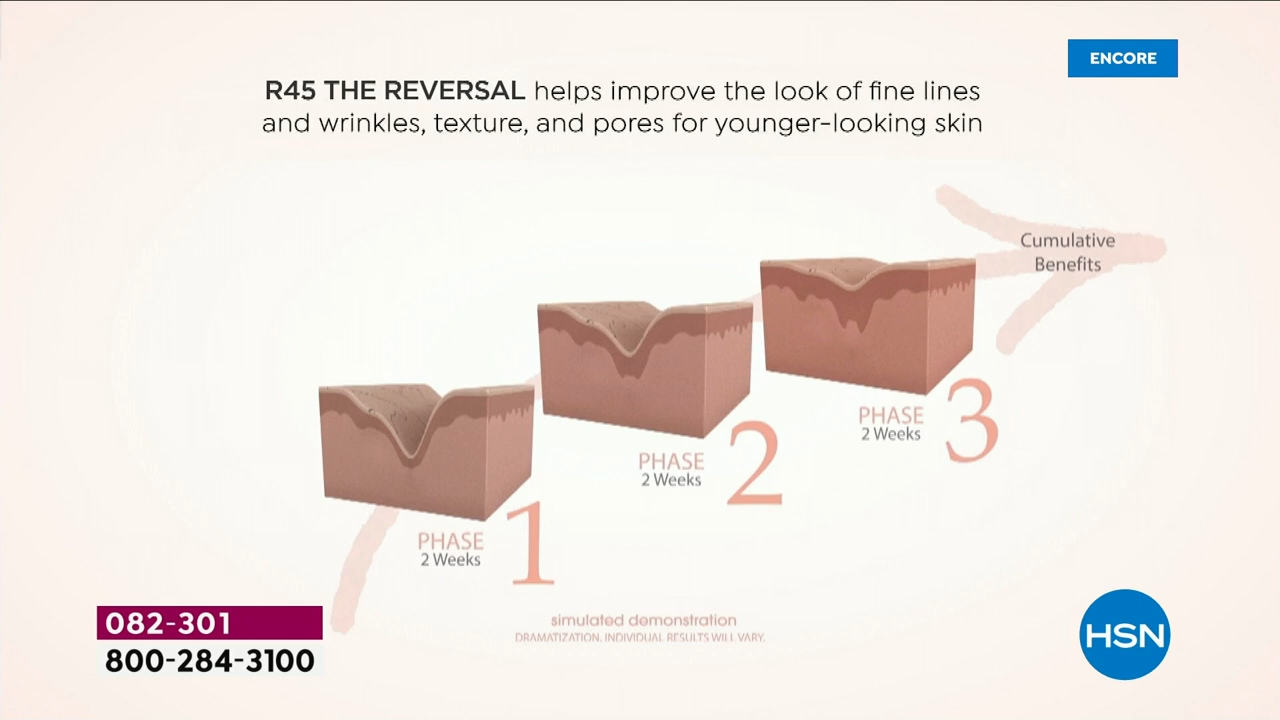 ENCORE
R45 THE REVERSAL helps improve the look of fine lines
and wrinkles, texture, and pores for younger-looking skin
Cumulative
Benefits
PHASE
2 Weeks
3
PHASE
2 Weeks
2
PHASE
2 Weeks
1
simulated demonstration
DRAMATIZATION. INDIVIDUAL RESULTS WILL VARY.
082-301
800-284-3100
HSN